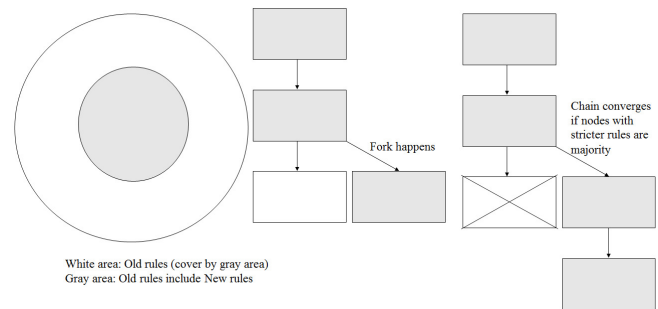 Fork happens
Chain converges
if nodes with
stricter rules are
majority
White area: Old rules (cover by gray area)
Gray area: Old rules include New rules